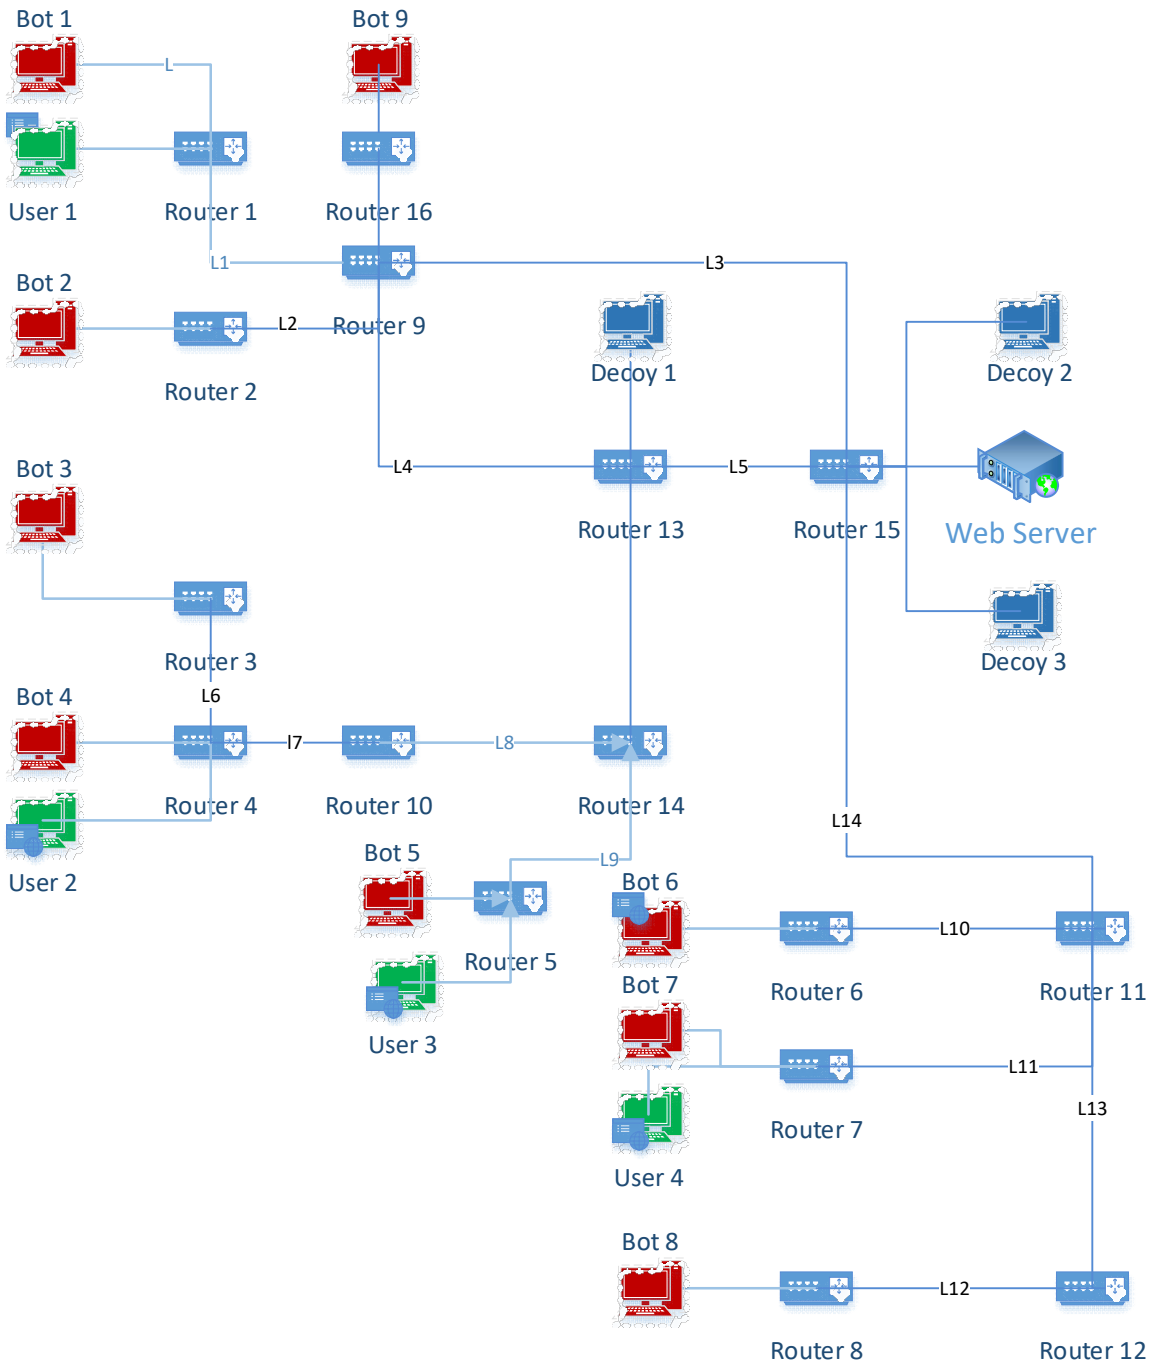 Bot 1
Bot 9
L
User 1
Router 1
Router 16
L1
L3
Bot 2
L2
Router 9
Router 2
Decoy 1
Decoy 2
Bot 3
L4
L5
Router 13
Router 15
Web Server
Router 3
Decoy 3
Bot 4
L6
l7
L8
Router 4
Router 10
Router 14
L14
Bot 5
L9
User 2
Bot 6
L10
Router 5
Bot 7
Router 6
Router 11
User 3
L11
L13
Router 7
User 4
Bot 8
L12
Router 8
Router 12